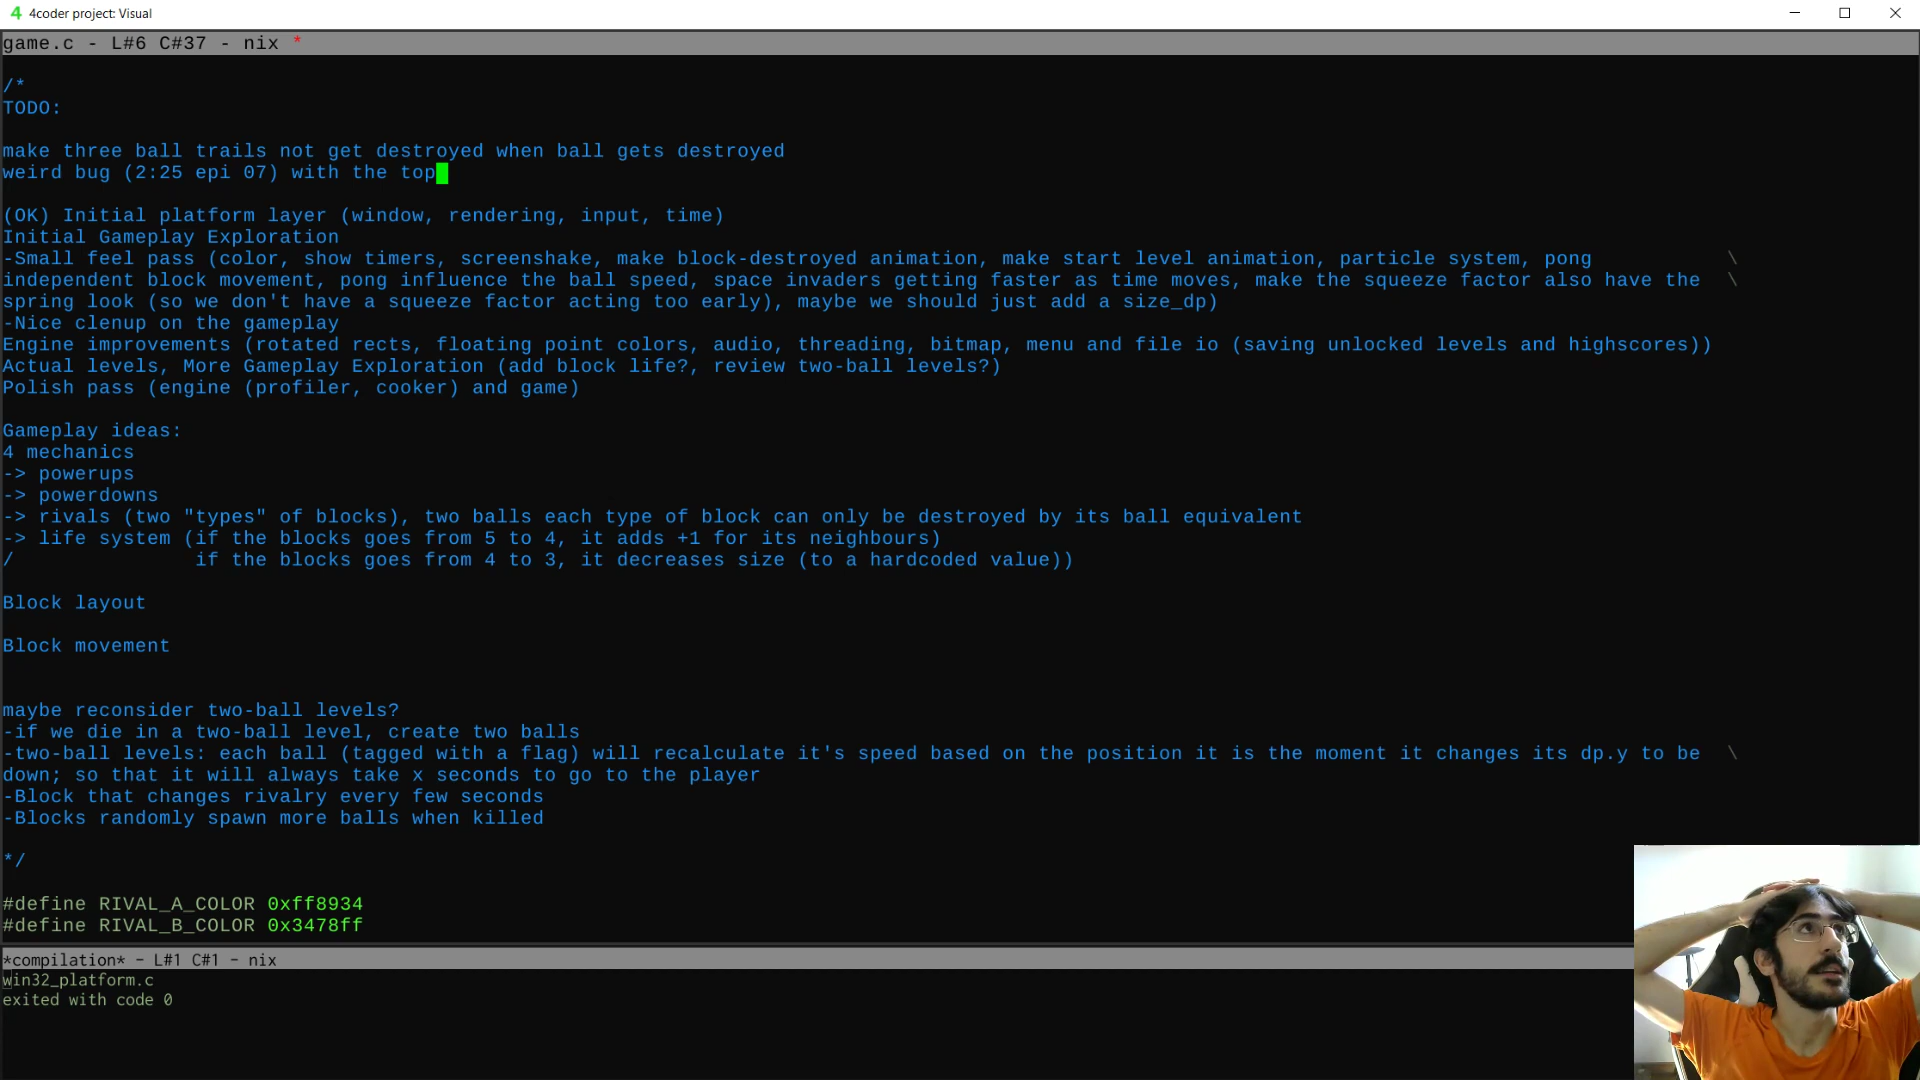 4 4coder project: Visual
game.c - L#6 C#37 - nix *
/*
TODO:
make three ball trails not get destroyed when ball gets destroyed
weird bug (2:25 epi 07) with the top
(OK) Initial platform layer (window, rendering, input, time)
Initial Gameplay Exploration
-Small feel pass (color, show timers, screenshake, make block-destroyed animation, make start level animation, particle system, pong \
independent block movement, pong influence the ball speed, space invaders getting faster as time moves, make the squeeze factor also have the \
spring look (so we don't have a squeeze factor acting too early), maybe we should just add a size_dp)
-Nice clenup on the gameplay
Engine improvements (rotated rects, floating point colors, audio, threading, bitmap, menu and file io (saving unlocked levels and highscores))
Actual levels, More Gameplay Exploration (add block life?, review two-ball levels?)
Polish pass (engine (profiler, cooker) and game)
Gameplay ideas:
4 mechanics
-> powerups
-> powerdowns
-> rivals (two "types" of blocks), two balls each type of block can only be destroyed by its ball equivalent
-> life system (if the blocks goes from 5 to 4, it adds +1 for its neighbours)
/ if the blocks goes from 4 to 3, it decreases size (to a hardcoded value))
Block layout
Block movement
maybe reconsider two-ball levels?
-if we die in a two-ball level, create two balls
-two-ball levels: each ball (tagged with a flag) will recalculate it's speed based on the position it is the moment it changes its dp.y to be \
down; so that it will always take x seconds to go to the player
-Block that changes rivalry every few seconds
-Blocks randomly spawn more balls when killed
*/
#define RIVAL_A_COLOR 0xff8934
#define RIVAL_B_COLOR 0x3478ff
*compilation* - L#1 C#1 - nix
win32_platform.c
exited with code 0